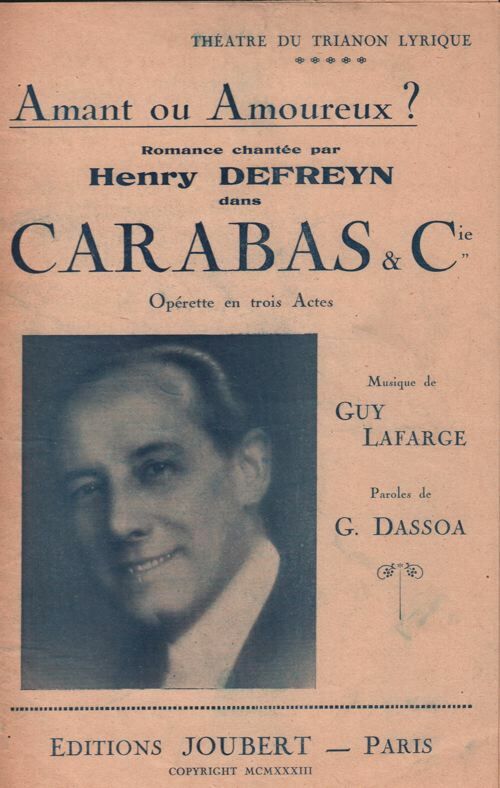 THÉATRE DU TRIANON LYRIQUE
Amant ou Amoureux ?
Romance chantée par
Henry DEFREYN
dans
CARABAS & Cie"
Opérette en trois Actes
Musique de
GUY
LAFARGE
Paroles de
G. DASSOA
EDITIONS JOUBERT — PARIS
COPYRIGHT MCMXXXIII